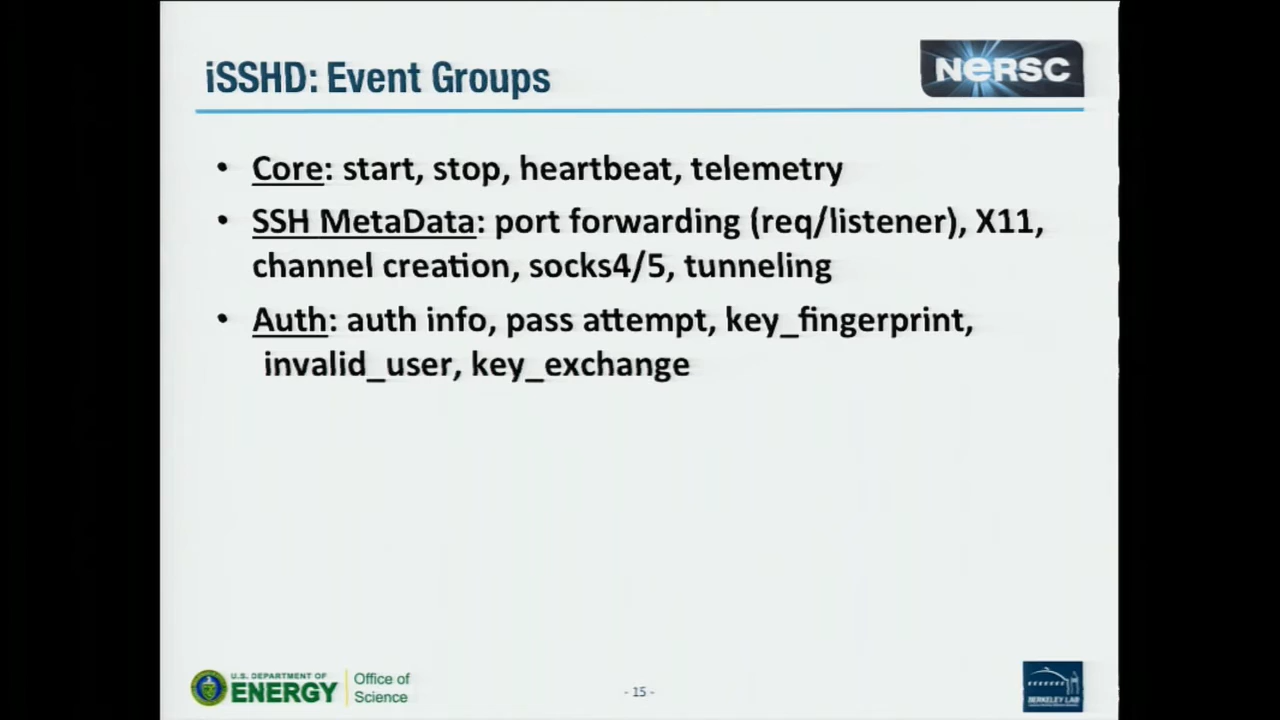 iSSHD: Event Groups
NERSC
• Core: start, stop, heartbeat, telemetry
• SSH MetaData: port forwarding (req/listener), X11,
channel creation, socks4/5, tunneling
• Auth: auth info, pass attempt, key_fingerprint,
invalid_user, key_exchange
U.S. DEPARTMENT OF
ENERGY
Office of
Science
- 15 -
BERKELEY LAB